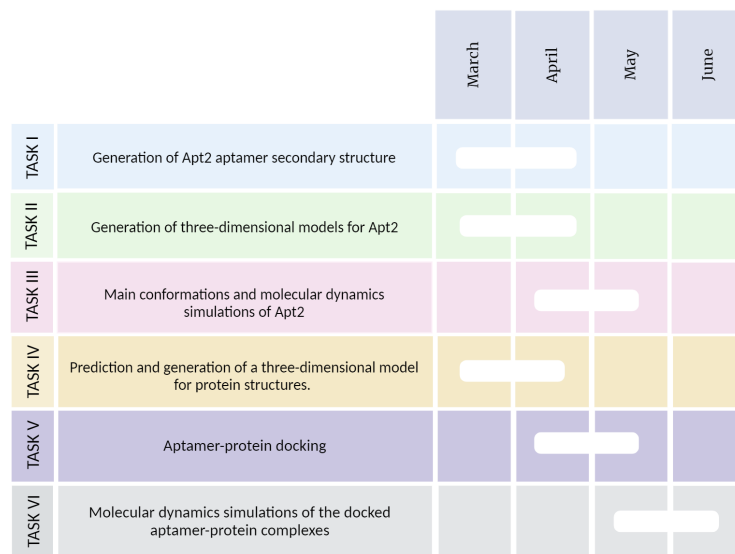 March
April
May
June
TASK I
Generation of Apt2 aptamer secondary structure
TASK II
Generation of three-dimensional models for Apt2
TASK III
Main conformations and molecular dynamics
simulations of Apt2
TASK IV
Prediction and generation of a three-dimensional model
for protein structures.
TASK V
Aptamer-protein docking
TASK VI
Molecular dynamics simulations of the docked
aptamer-protein complexes